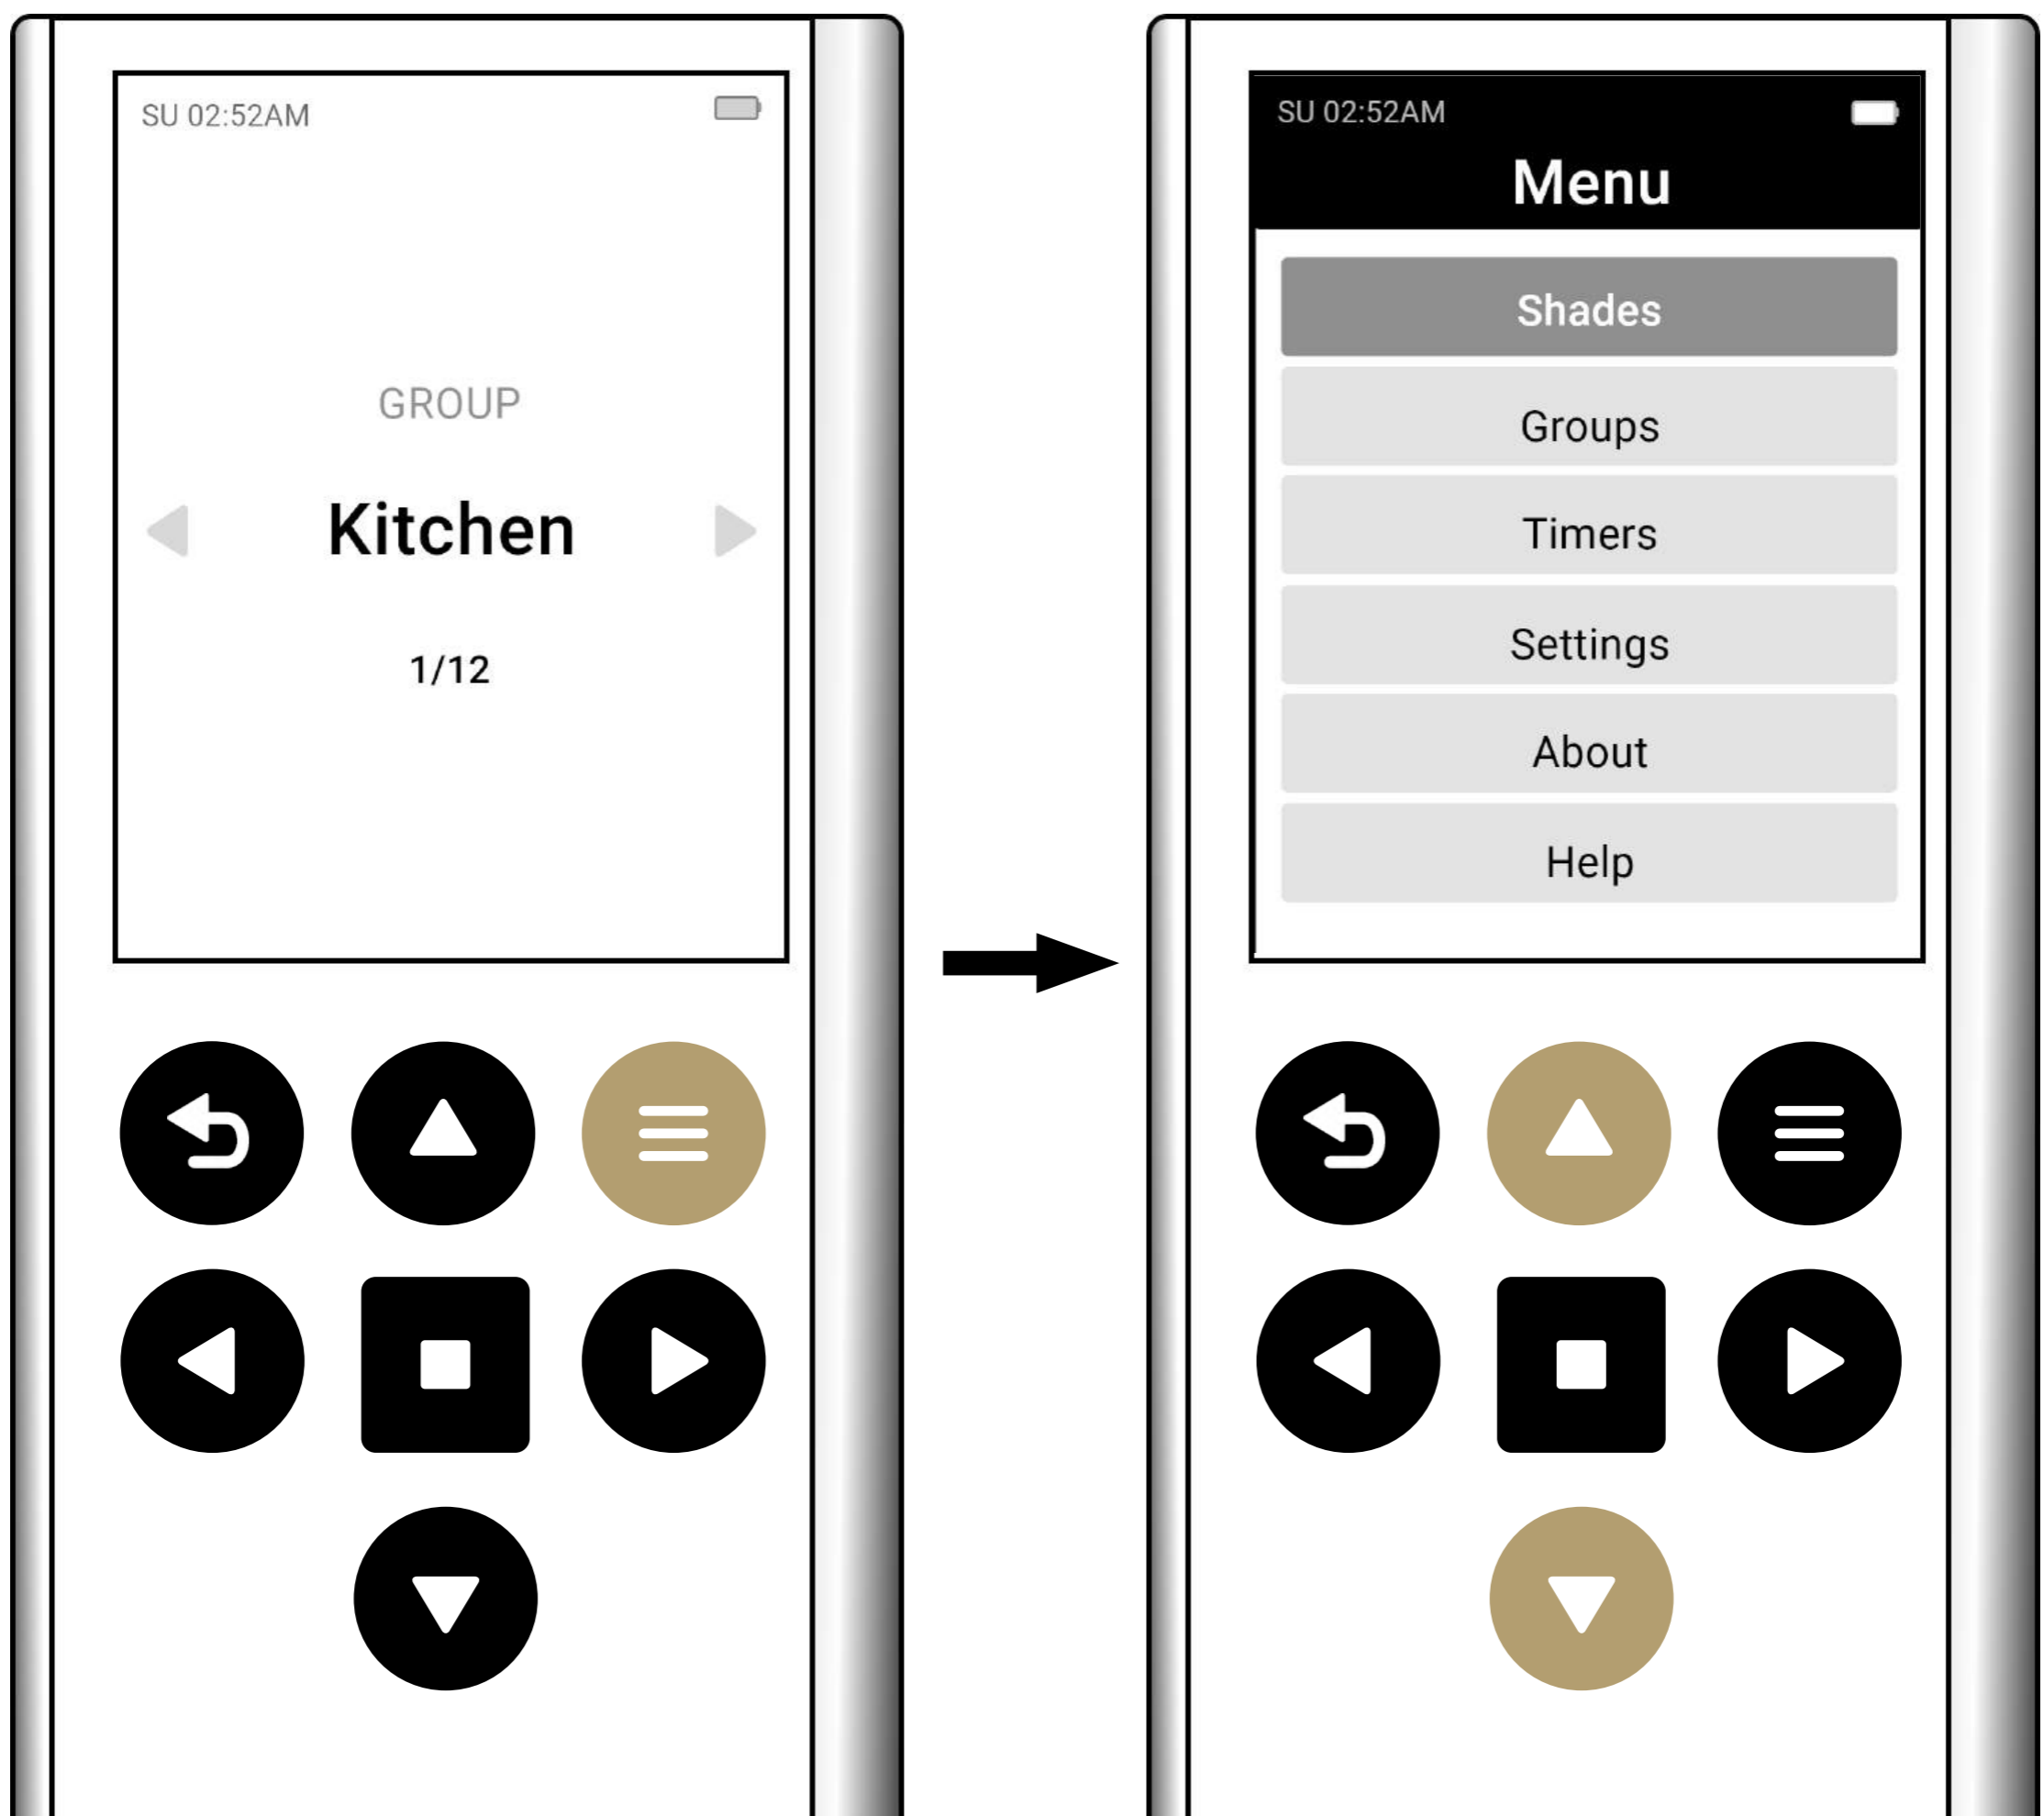 SU 02:52AM
GROUP
Kitchen
1/12
SU 02:52AM
Menu
Shades
Groups
Timers
Settings
About
Help